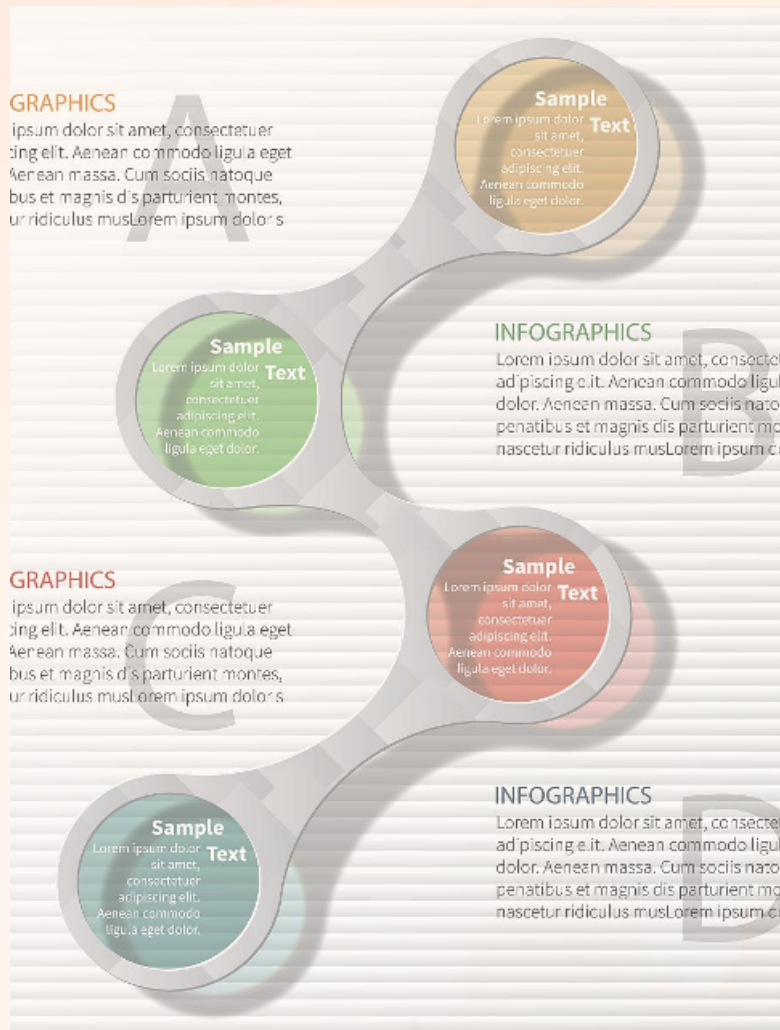 GRAPHICS
ipsum dolor sit amet, consectetuer
cing elit. Aenean commodo ligula eget
Aenean massa. Cum sociis natoque
bus et magnis dis parturient montes,
ur ridiculus musLorem ipsum dolor s
A
Sample
Text
Lorem ipsum dolor
sit amet,
consectetuer
adipiscing elit.
Aenean commodo
ligula eget dolor.
Sample
Text
Lorem ipsum dolor
sit amet,
consectetuer
adipiscing elit.
Aenean commodo
ligula eget dolor.
INFOGRAPHICS
Lorem ipsum dolor sit amet, consectet
adipiscing elit. Aenean commodo ligul
dolor. Aenean massa. Cum sociis nato
penatibus et magnis dis parturient mo
nascetur ridiculus musLorem ipsum d
B
GRAPHICS
ipsum dolor sit amet, consectetuer
cing elit. Aenean commodo ligula eget
Aenean massa. Cum sociis natoque
bus et magnis dis parturient montes,
ur ridiculus musLorem ipsum dolor s
C
Sample
Text
Lorem ipsum dolor
sit amet,
consectetuer
adipiscing elit.
Aenean commodo
ligula eget dolor.
Sample
Text
Lorem ipsum dolor
sit amet,
consectetuer
adipiscing elit.
Aenean commodo
ligula eget dolor.
INFOGRAPHICS
Lorem ipsum dolor sit amet, consectet
adipiscing elit. Aenean commodo ligul
dolor. Aenean massa. Cum sociis nato
penatibus et magnis dis parturient mo
nascetur ridiculus musLorem ipsum d
D